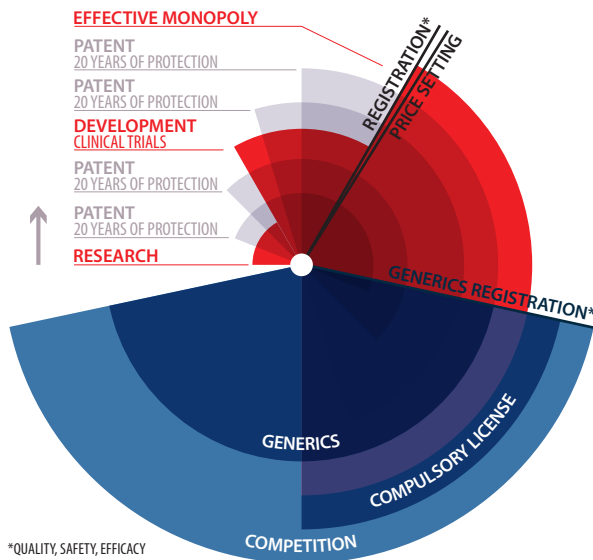 EFFECTIVE MONOPOLY
PATENT
20 YEARS OF PROTECTION
PATENT
20 YEARS OF PROTECTION
DEVELOPMENT
CLINICAL TRIALS
PATENT
20 YEARS OF PROTECTION
PATENT
20 YEARS OF PROTECTION
RESEARCH
REGISTRATION*
PRICE SETTING
GENERICS REGISTRATION*
GENERICS
COMPULSORY LICENSE
COMPETITION
*QUALITY, SAFETY, EFFICACY